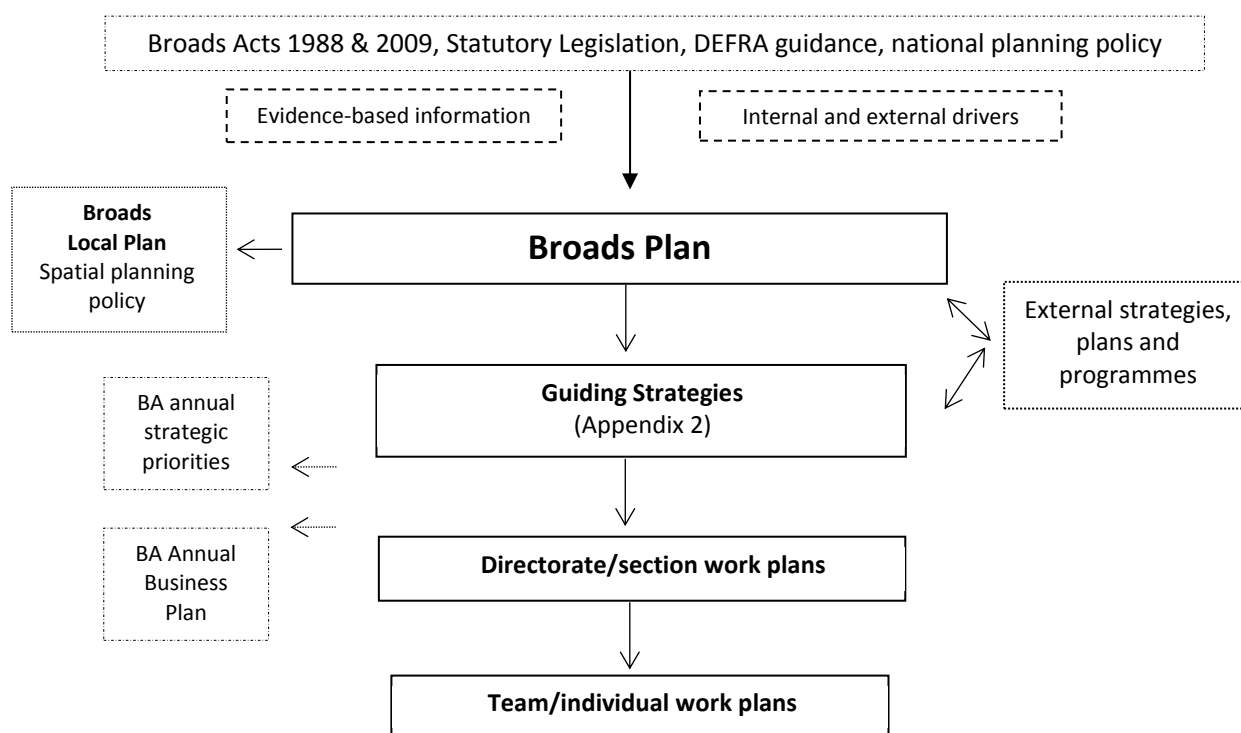 Broads Acts 1988 & 2009, Statutory Legislation, DEFRA guidance, national planning policy
Evidence-based information
Internal and external drivers
Broads
Local Plan
Spatial planning
policy
Broads Plan
External strategies,
plans and
programmes
Guiding Strategies
(Appendix 2)
BA annual
strategic
priorities
Directorate/section work plans
BA Annual
Business
Plan
Team/individual work plans